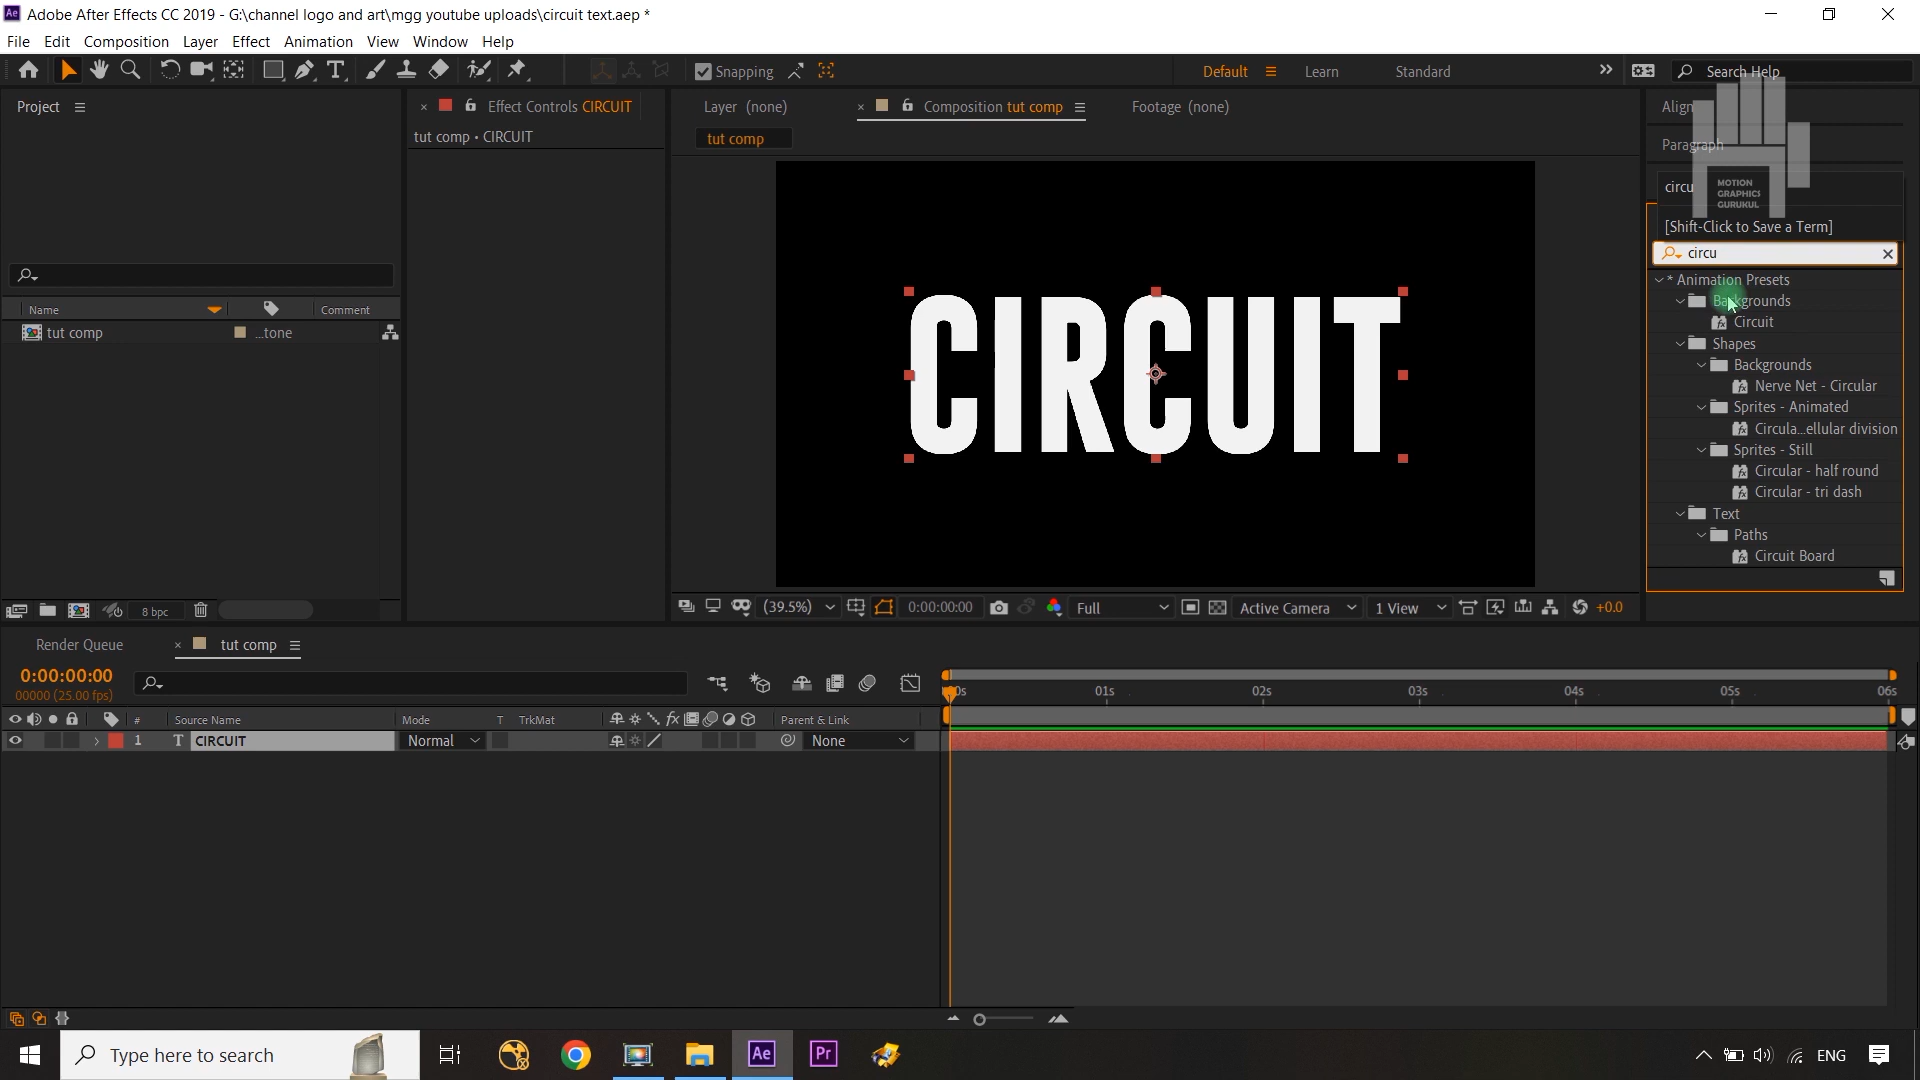 Adobe After Effects CC 2019 - G:\channel logo and art\mgg youtube uploads\circuit text.aep *
File Edit Composition Layer Effect Animation View Window Help
Snapping
Default
Learn
Standard
Search Help
Project
Effect Controls CIRCUIT
tut comp • CIRCUIT
Layer (none)
Composition tut comp
Footage (none)
tut comp
Align
Paragraph
MOTION
GRAPHICS
GURUKUL
circu
[Shift-Click to Save a Term]
circu
* Animation Presets
Backgrounds
Circuit
Shapes
Backgrounds
Nerve Net - Circular
Sprites - Animated
Circula...ellular division
Sprites - Still
Circular - half round
Circular - tri dash
Text
Paths
Circuit Board
Name
Comment
tut comp
...tone
CIRCUIT
8 bpc
(39.5%)
0:00:00:00
Full
Active Camera
1 View
+0.0
Render Queue
tut comp
0:00:00:00
00000 (25.00 fps)
01s 02s 03s 04s 05s 06s
# Source Name Mode T TrkMat Parent & Link
1 T CIRCUIT Normal None
Type here to search
Ae
Pr
ENG